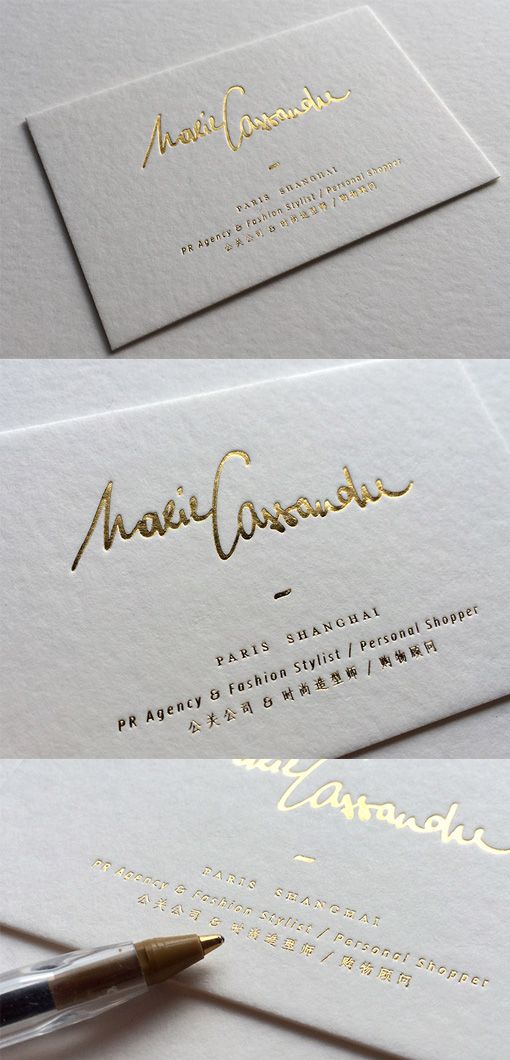 Marie Cassandre
PARIS SHANGHAI
PR Agency & Fashion Stylist / Personal Shopper
公关公司 & 时尚造型师 / 购物顾问
Marie Cassandre
PARIS SHANGHAI
PR Agency & Fashion Stylist / Personal Shopper
公关公司 & 时尚造型师 / 购物顾问
Cassandre
PARIS SHANGHAI
PR Agency & Fashion Stylist / Personal Shopper
公关公司 & 时尚造型师 / 购物顾问